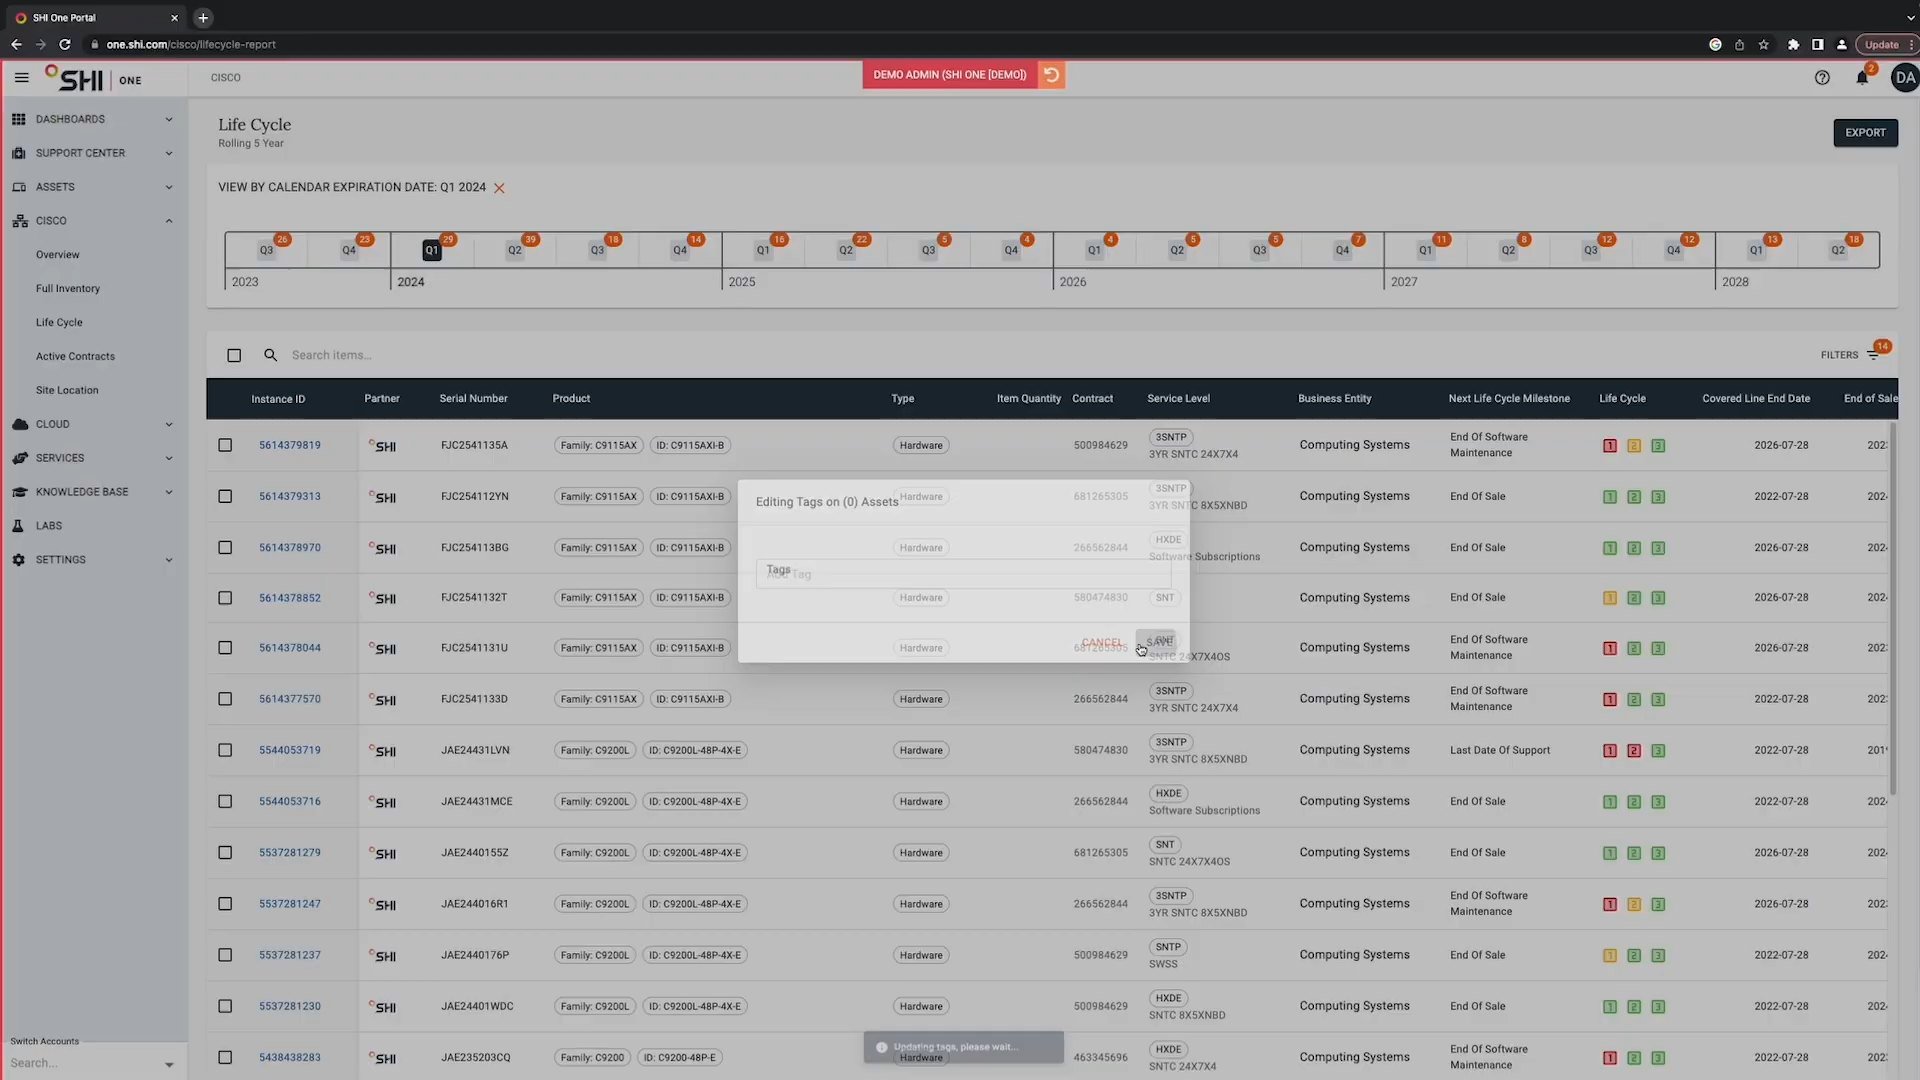 SHI One Portal
one.shi.com/cisco/lifecycle-report
Update
SHI | ONE
CISCO
DEMO ADMIN (SHI ONE [DEMO])
2
DA
DASHBOARDS
SUPPORT CENTER
ASSETS
CISCO
Overview
Full Inventory
Life Cycle
Active Contracts
Site Location
CLOUD
SERVICES
KNOWLEDGE BASE
LABS
SETTINGS
Switch Accounts
Search...
Life Cycle
Rolling 5 Year
EXPORT
VIEW BY CALENDAR EXPIRATION DATE: Q1 2024
Q3 26 Q4 23 Q1 29 Q2 39 Q3 18 Q4 14 Q1 16 Q2 22 Q3 5 Q4 4 Q1 4 Q2 5 Q3 5 Q4 7 Q1 11 Q2 8 Q3 12 Q4 12 Q1 13 Q2 18
2023 2024 2025 2026 2027 2028
Search items...
FILTERS 14
Instance ID Partner Serial Number Product Type Item Quantity Contract Service Level Business Entity Next Life Cycle Milestone Life Cycle Covered Line End Date End of Sale
5614379819 SHI FJC2541135A Family: C9115AX ID: C9115AXI-B Hardware 500984629 3SNTP 3YR SNTC 24X7X4 Computing Systems End Of Software Maintenance 1 2 3 2026-07-28 202
5614379313 SHI FJC254112YN Family: C9115AX ID: C9115AXI-B Hardware 681265305 3SNTP 3YR SNTC 8X5XNBD Computing Systems End Of Sale 1 2 3 2022-07-28 202
5614378970 SHI FJC254113BG Family: C9115AX ID: C9115AXI-B Hardware 266562844 HXDE Software Subscriptions Computing Systems End Of Sale 1 2 3 2022-07-28 202
5614378852 SHI FJC2541132T Family: C9115AX ID: C9115AXI-B Hardware 580474830 SNT Computing Systems End Of Sale 1 2 3 2026-07-28 202
5614378044 SHI FJC2541131U Family: C9115AX ID: C9115AXI-B Hardware 681265305 SNT SNTC 24X7X4OS Computing Systems End Of Software Maintenance 1 2 3 2026-07-28 202
5614377570 SHI FJC2541133D Family: C9115AX ID: C9115AXI-B Hardware 266562844 3SNTP 3YR SNTC 24X7X4 Computing Systems End Of Software Maintenance 1 2 3 2022-07-28 202
5544053719 SHI JAE24431LVN Family: C9200L ID: C9200L-48P-4X-E Hardware 580474830 3SNTP 3YR SNTC 8X5XNBD Computing Systems Last Date Of Support 1 2 3 2022-07-28 201
5544053716 SHI JAE24431MCE Family: C9200L ID: C9200L-48P-4X-E Hardware 266562844 HXDE Software Subscriptions Computing Systems End Of Sale 1 2 3 2022-07-28 202
5537281279 SHI JAE2440155Z Family: C9200L ID: C9200L-48P-4X-E Hardware 681265305 SNT SNTC 24X7X4OS Computing Systems End Of Sale 1 2 3 2026-07-28 202
5537281247 SHI JAE244016R1 Family: C9200L ID: C9200L-48P-4X-E Hardware 266562844 3SNTP 3YR SNTC 8X5XNBD Computing Systems End Of Software Maintenance 1 2 3 2026-07-28 202
5537281237 SHI JAE2440176P Family: C9200L ID: C9200L-48P-4X-E Hardware 500984629 SNTP SWSS Computing Systems End Of Sale 1 2 3 2026-07-28 202
5537281230 SHI JAE24401WDC Family: C9200L ID: C9200L-48P-4X-E Hardware 500984629 HXDE SNTC 8X5XNBD Computing Systems End Of Sale 1 2 3 2022-07-28 202
5438438283 SHI JAE235203CQ Family: C9200 ID: C9200-48P-E Hardware 463345696 HXDE SNTC 24X7X4 Computing Systems End Of Software Maintenance 1 2 3 2022-07-28 202
Editing Tags on (0) Assets
Tags
Add Tag
CANCEL SAVE
Updating tags, please wait...